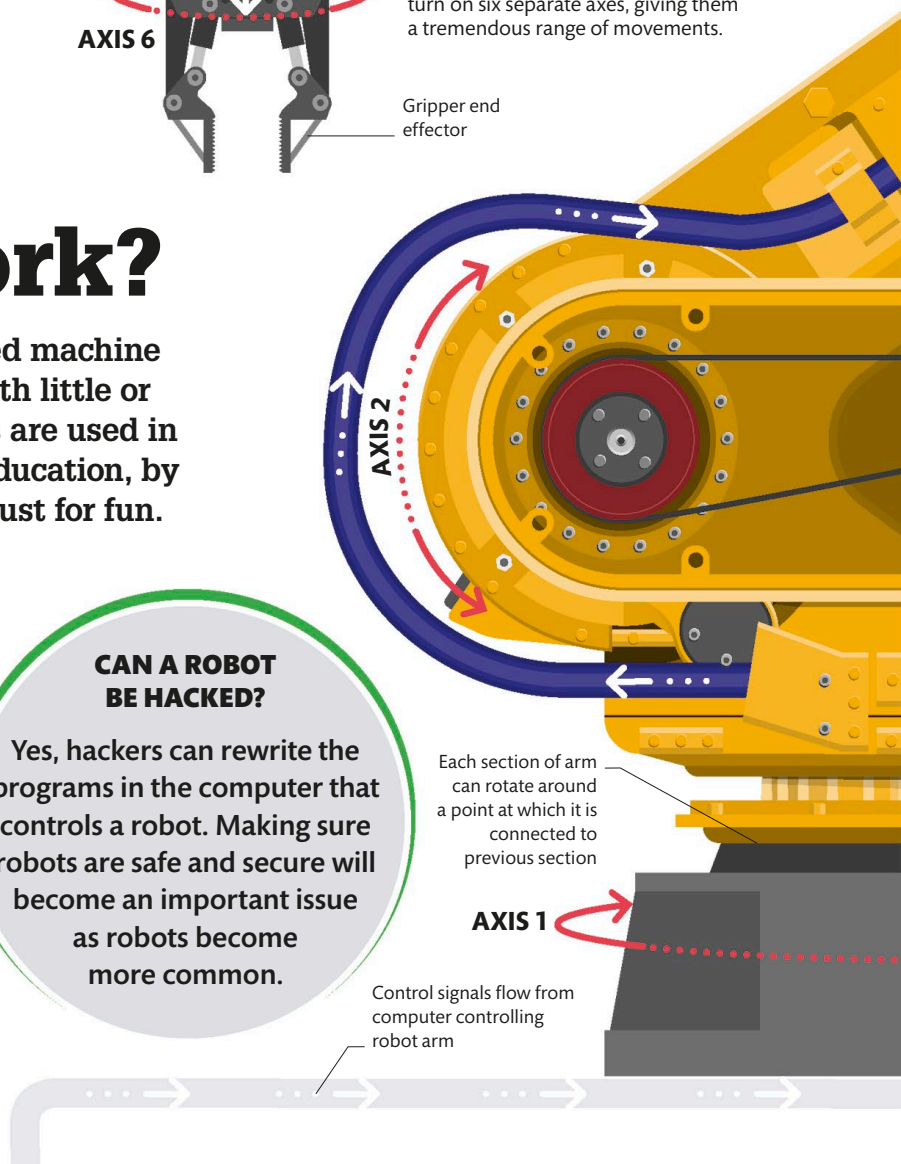 turn on six separate axes, giving them
a tremendous range of movements.
AXIS 6
Gripper end
effector
ork?
ed machine
th little or
s are used in
ducation, by
ust for fun.
AXIS 2
CAN A ROBOT
BE HACKED?
Yes, hackers can rewrite the
programs in the computer that
controls a robot. Making sure
robots are safe and secure will
become an important issue
as robots become
more common.
Each section of arm
can rotate around
a point at which it is
connected to
previous section
AXIS 1
Control signals flow from
computer controlling
robot arm